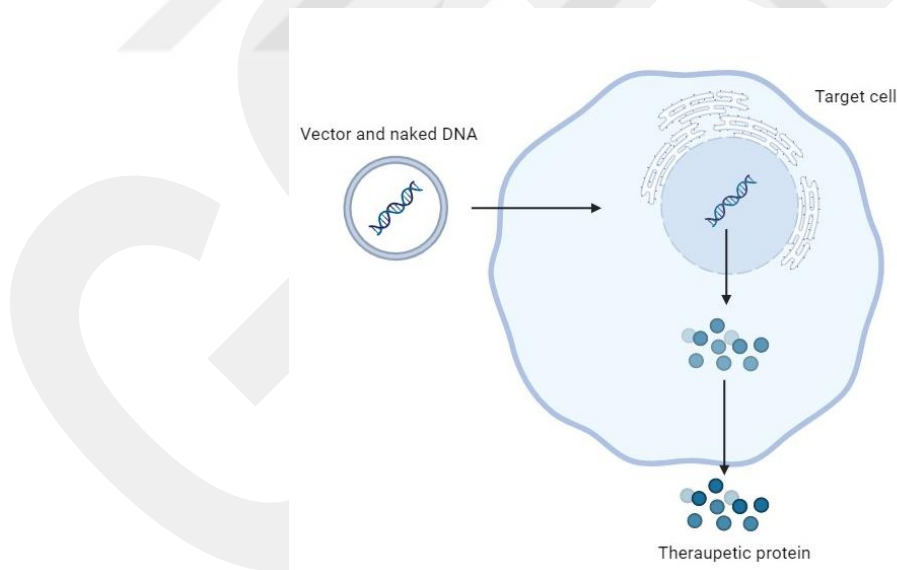 Target cell
Vector and naked DNA
Theraupetic protein